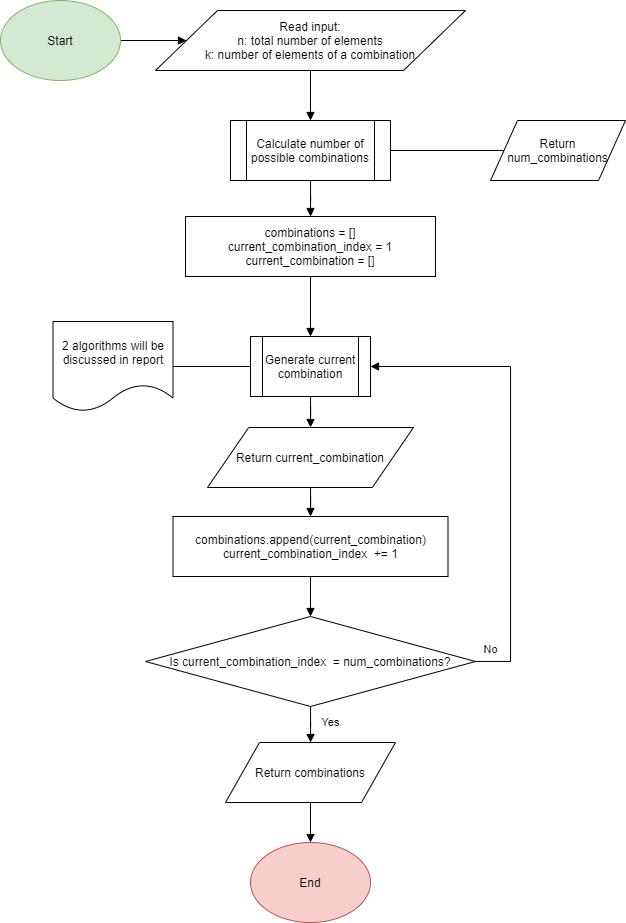 Start
Read input:
n: total number of elements
k: number of elements of a combination
Calculate number of
possible combinations
Return
num_combinations
combinations = []
current_combination_index = 1
current_combination = []
2 algorithms will be
discussed in report
Generate current
combination
Return current_combination
combinations.append(current_combination)
current_combination_index += 1
Is current_combination_index = num_combinations?
No
Yes
Return combinations
End